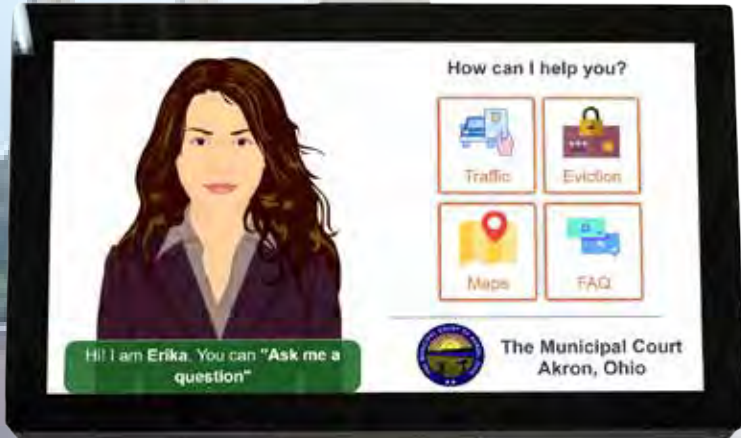 How can I help you?
Traffic
Eviction
Maps
FAQ
Hi! I am Erika. You can "Ask me a
question"
The Municipal Court
Akron, Ohio